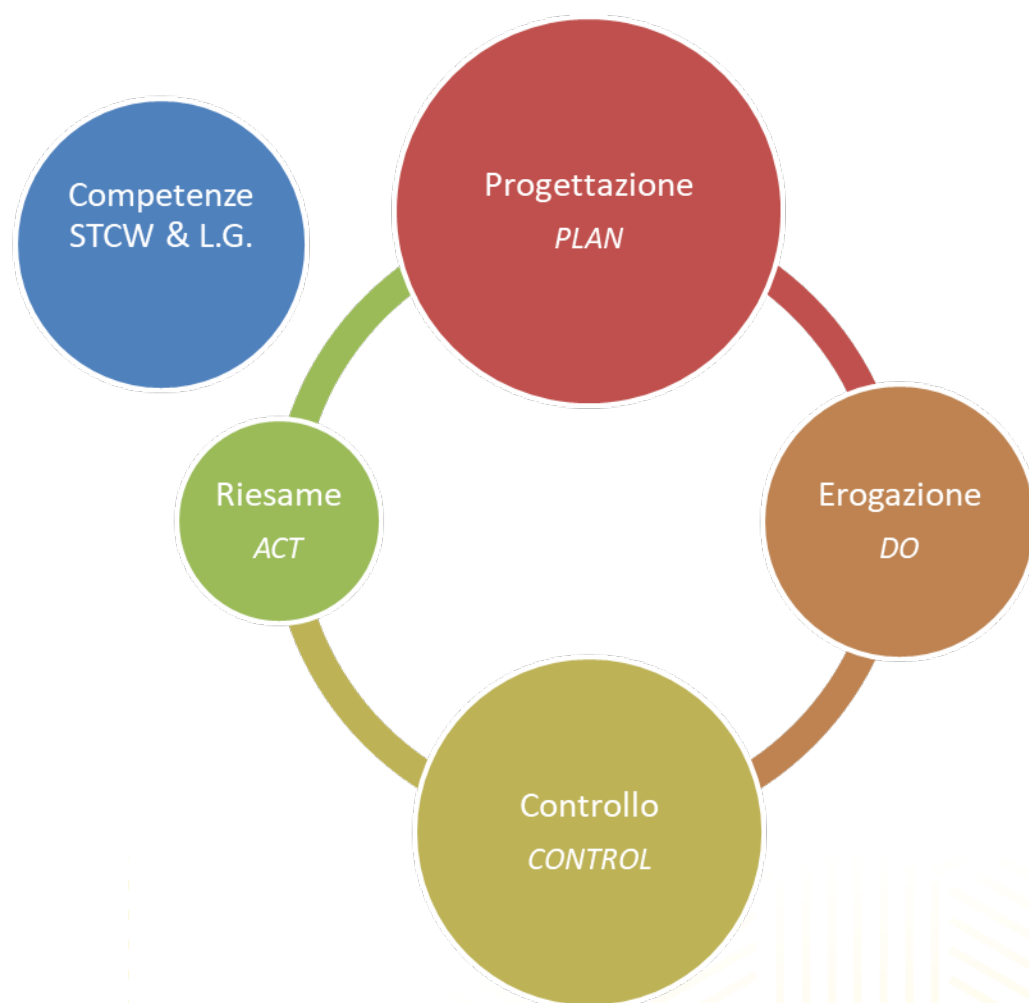 Competenze
STCW & L.G.
Progettazione
PLAN
Riesame
ACT
Erogazione
DO
Controllo
CONTROL